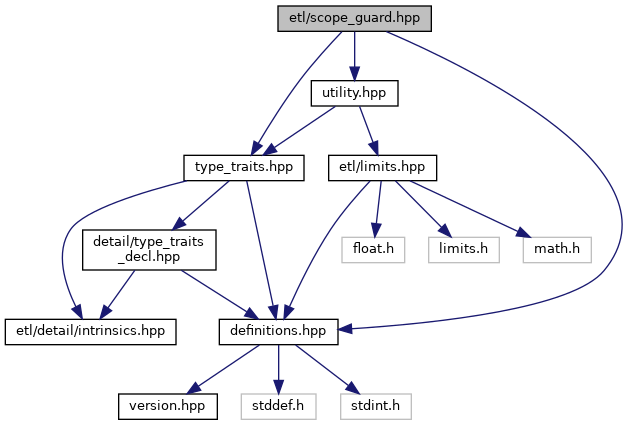 etl/scope_guard.hpp
utility.hpp
type_traits.hpp
etl/limits.hpp
detail/type_traits
_decl.hpp
float.h
limits.h
math.h
etl/detail/intrinsics.hpp
definitions.hpp
version.hpp
stddef.h
stdint.h